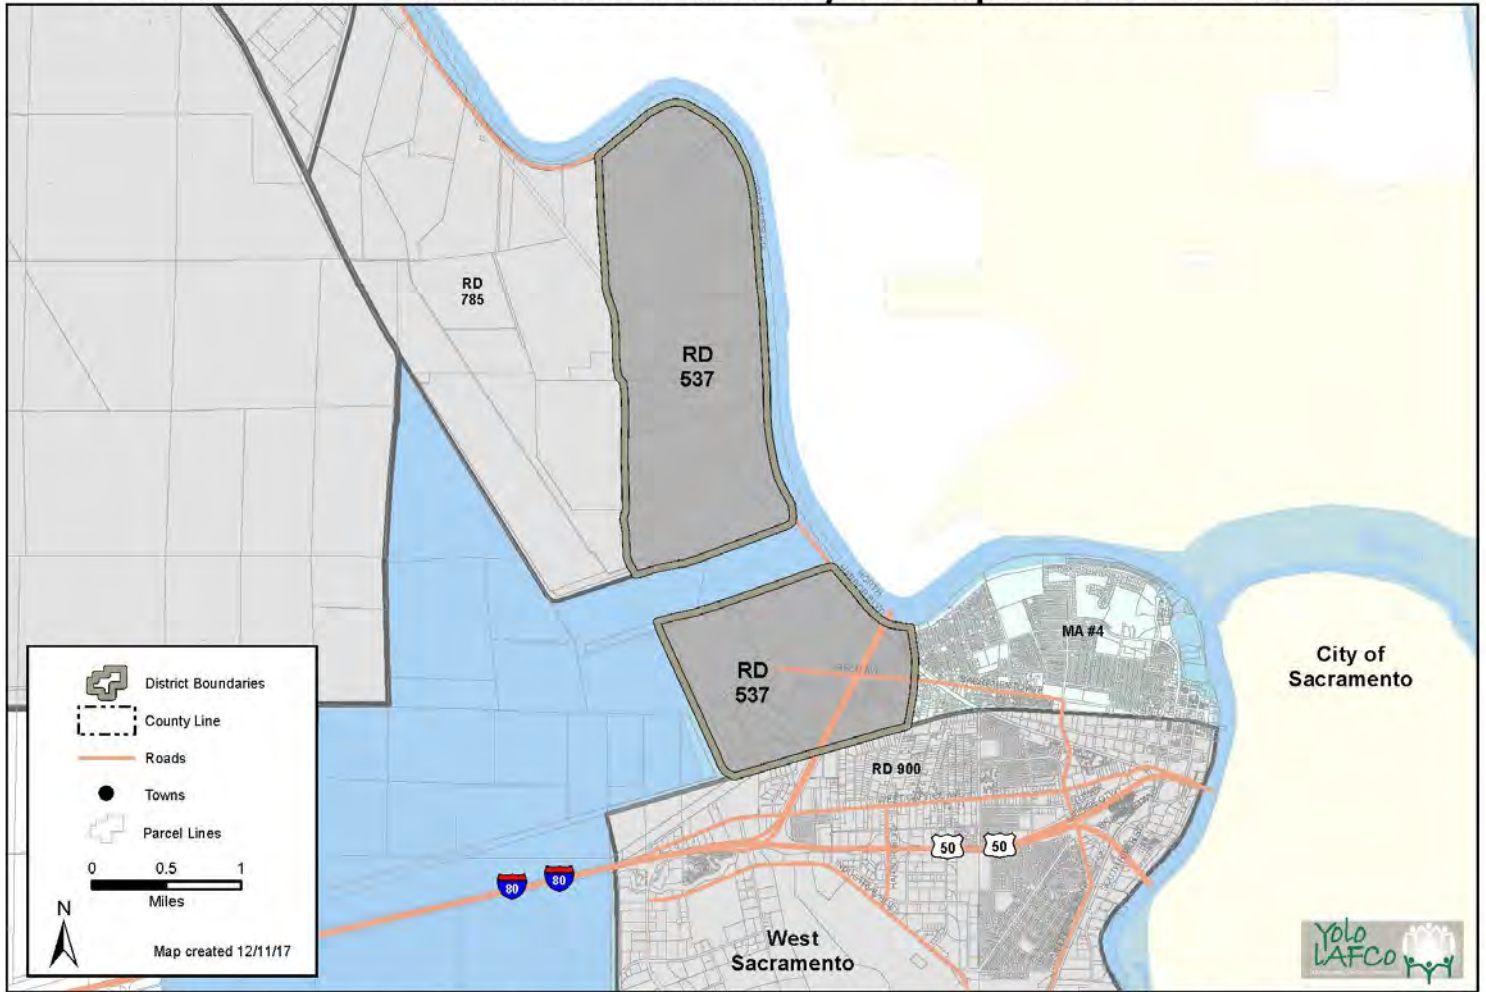 RD
785
RD
537
MA #4
City of
Sacramento
RD
537
RD 900
50
50
80
80
West
Sacramento
District Boundaries
County Line
Roads
Towns
Parcel Lines
0 0.5 1
Miles
N
Map created 12/11/17
Yolo
LAFCo